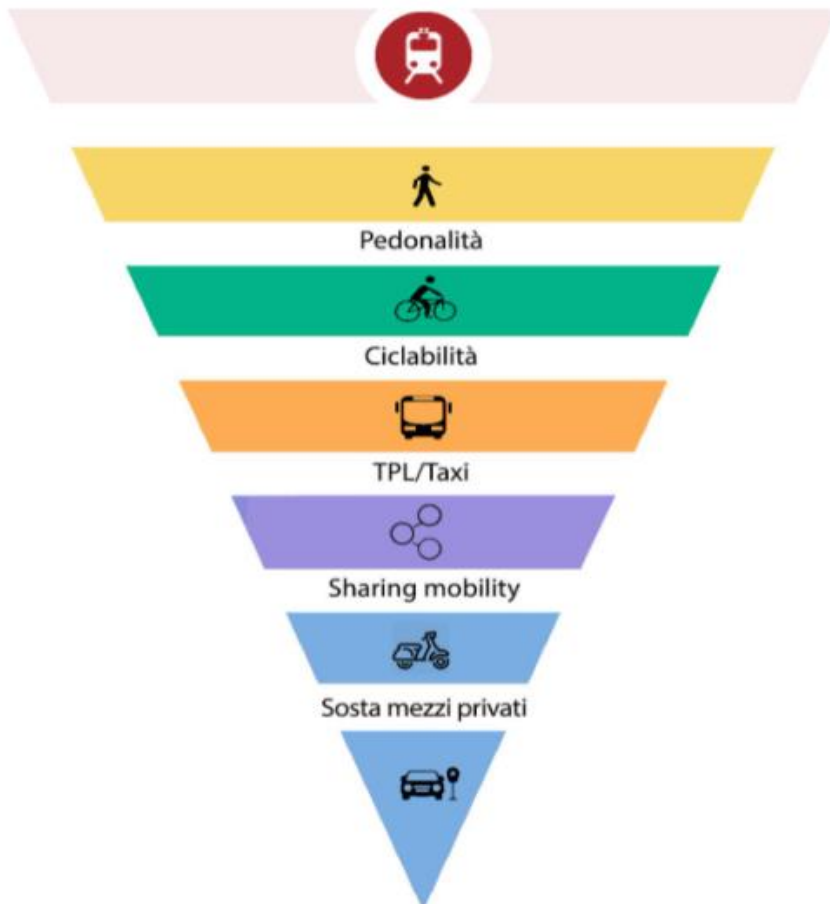 Pedonalità
Ciclabilità
TPL/Taxi
Sharing mobility
Sosta mezzi privati